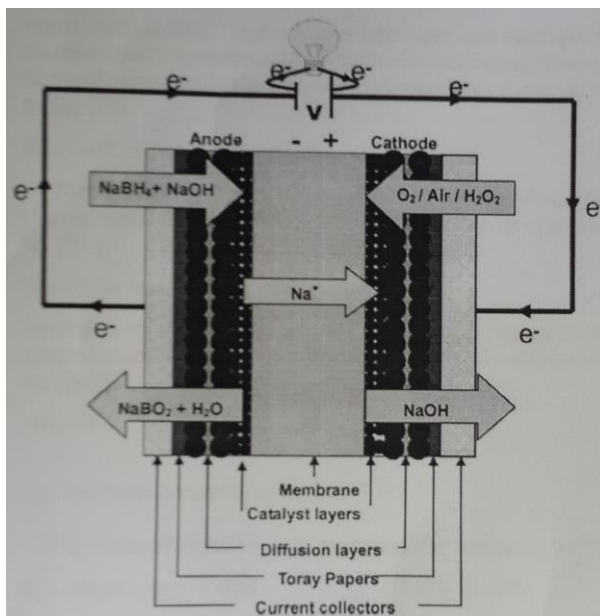 e- e-
e- e-
V
Anode - + Cathode
NaBH₄+ NaOH
O₂ / Air / H₂O₂
e-
e
Na⁺
e-
e-
NaBO₂ + H₂O
NaOH
Membrane
Catalyst layers
Diffusion layers
Toray Papers
Current collectors